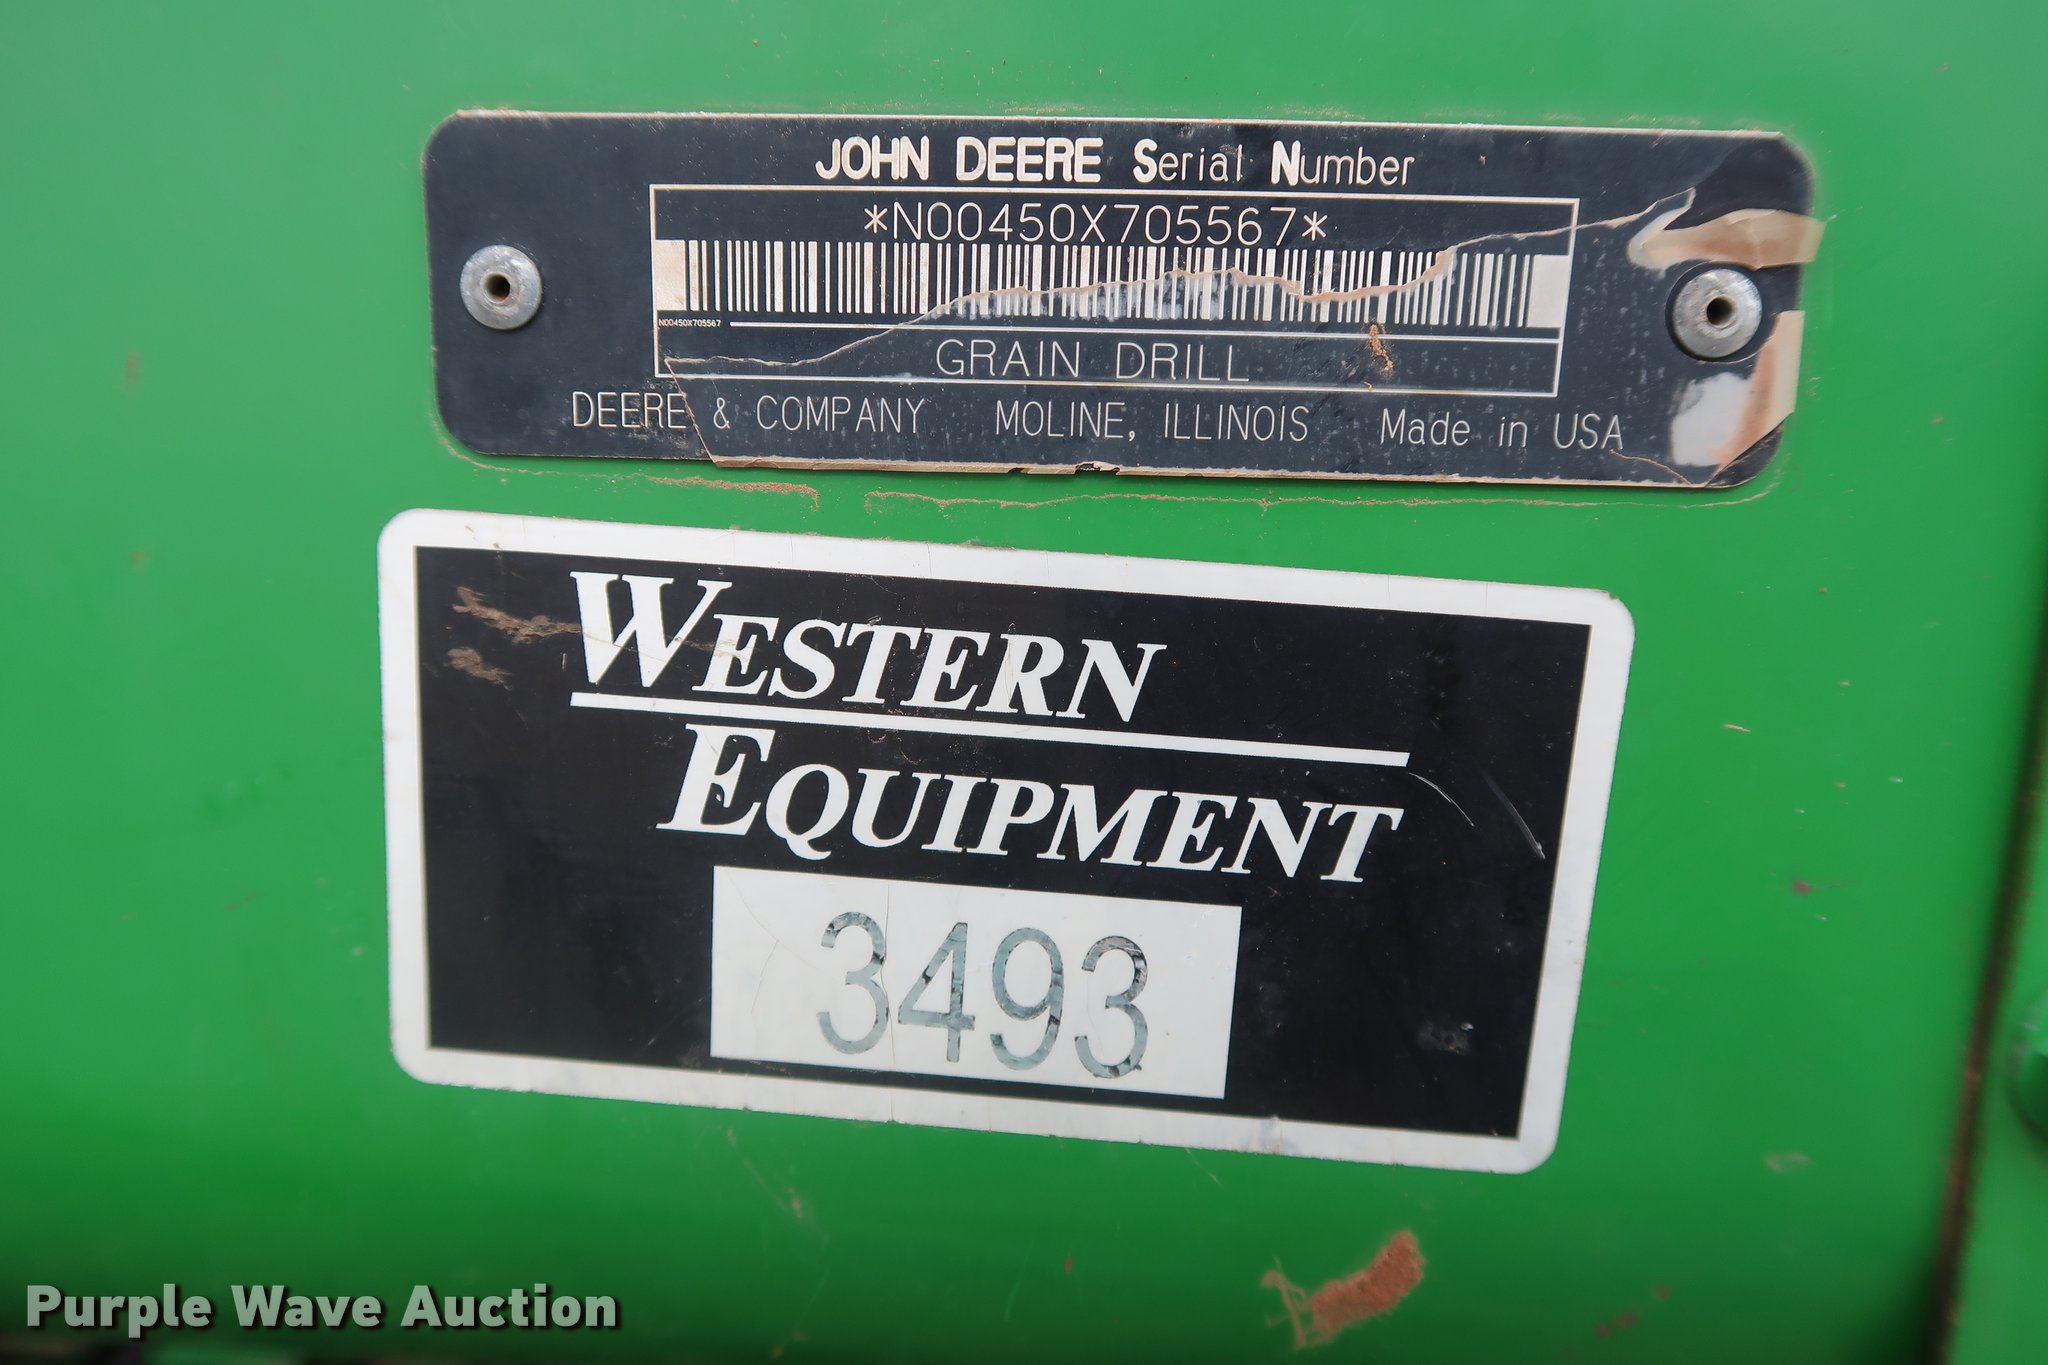 JOHN DEERE Serial Number
*N00450X705567*
N00450X705567
GRAIN DRILL
DEERE & COMPANY MOLINE, ILLINOIS Made in USA
WESTERN
EQUIPMENT
3493
Purple Wave Auction